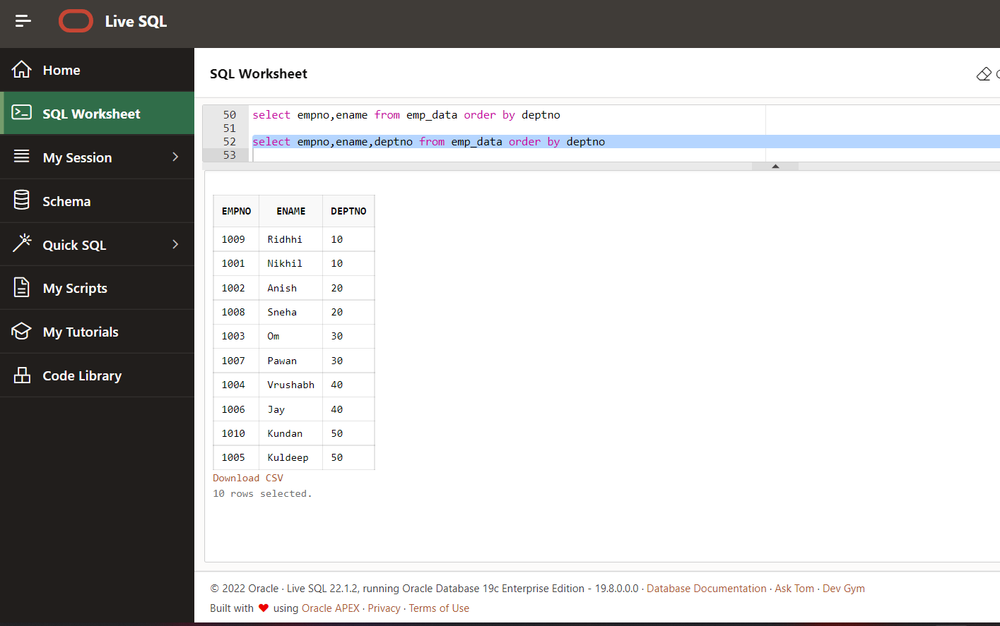 Live SQL
Home
SQL Worksheet
My Session
Schema
Quick SQL
My Scripts
My Tutorials
Code Library
SQL Worksheet
50 select empno,ename from emp_data order by deptno
51
52 select empno,ename,deptno from emp_data order by deptno
53
EMPNO ENAME DEPTNO
1009 Ridhhi 10
1001 Nikhil 10
1002 Anish 20
1008 Sneha 20
1003 Om 30
1007 Pawan 30
1004 Vrushabh 40
1006 Jay 40
1010 Kundan 50
1005 Kuldeep 50
Download CSV
10 rows selected.
© 2022 Oracle · Live SQL 22.1.2, running Oracle Database 19c Enterprise Edition - 19.8.0.0.0 · Database Documentation · Ask Tom · Dev Gym
Built with ❤ using Oracle APEX · Privacy · Terms of Use